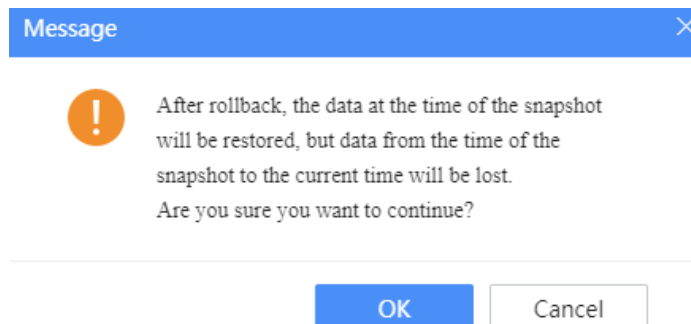 Message
After rollback, the data at the time of the snapshot
will be restored, but data from the time of the
snapshot to the current time will be lost.
Are you sure you want to continue?
OK
Cancel